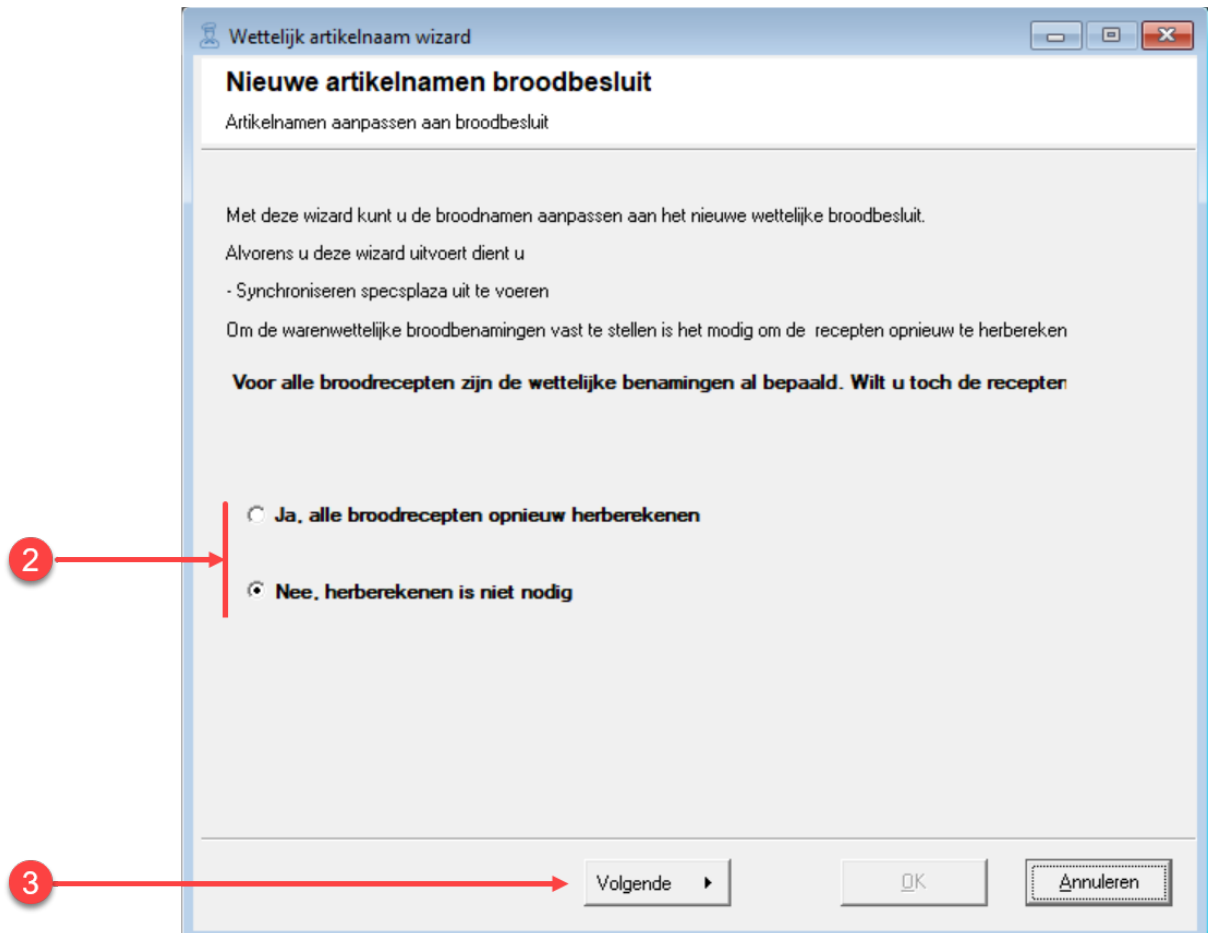 Wettelijk artikelnaam wizard
Nieuwe artikelnamen broodbesluit
Artikelnamen aanpassen aan broodbesluit
Met deze wizard kunt u de broodnamen aanpassen aan het nieuwe wettelijke broodbesluit.
Alvorens u deze wizard uitvoert dient u
- Synchroniseren specsplaza uit te voeren
Om de warenwettelijke broodbenamingen vast te stellen is het modig om de  recepten opnieuw te herbereken
Voor alle broodrecepten zijn de wettelijke benamingen al bepaald. Wilt u toch de recepten
Ja, alle broodrecepten opnieuw herberekenen
2
Nee, herberekenen is niet nodig
3
Volgende
OK
Annuleren